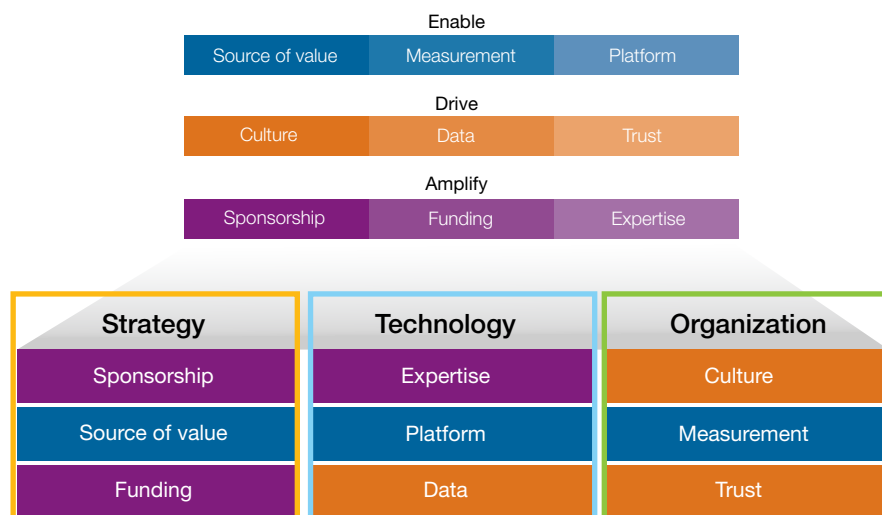 Enable
Source of value Measurement Platform
Drive
Culture Data Trust
Amplify
Sponsorship Funding Expertise
Strategy Technology Organization
Sponsorship Expertise Culture
Source of value Platform Measurement
Funding Data Trust